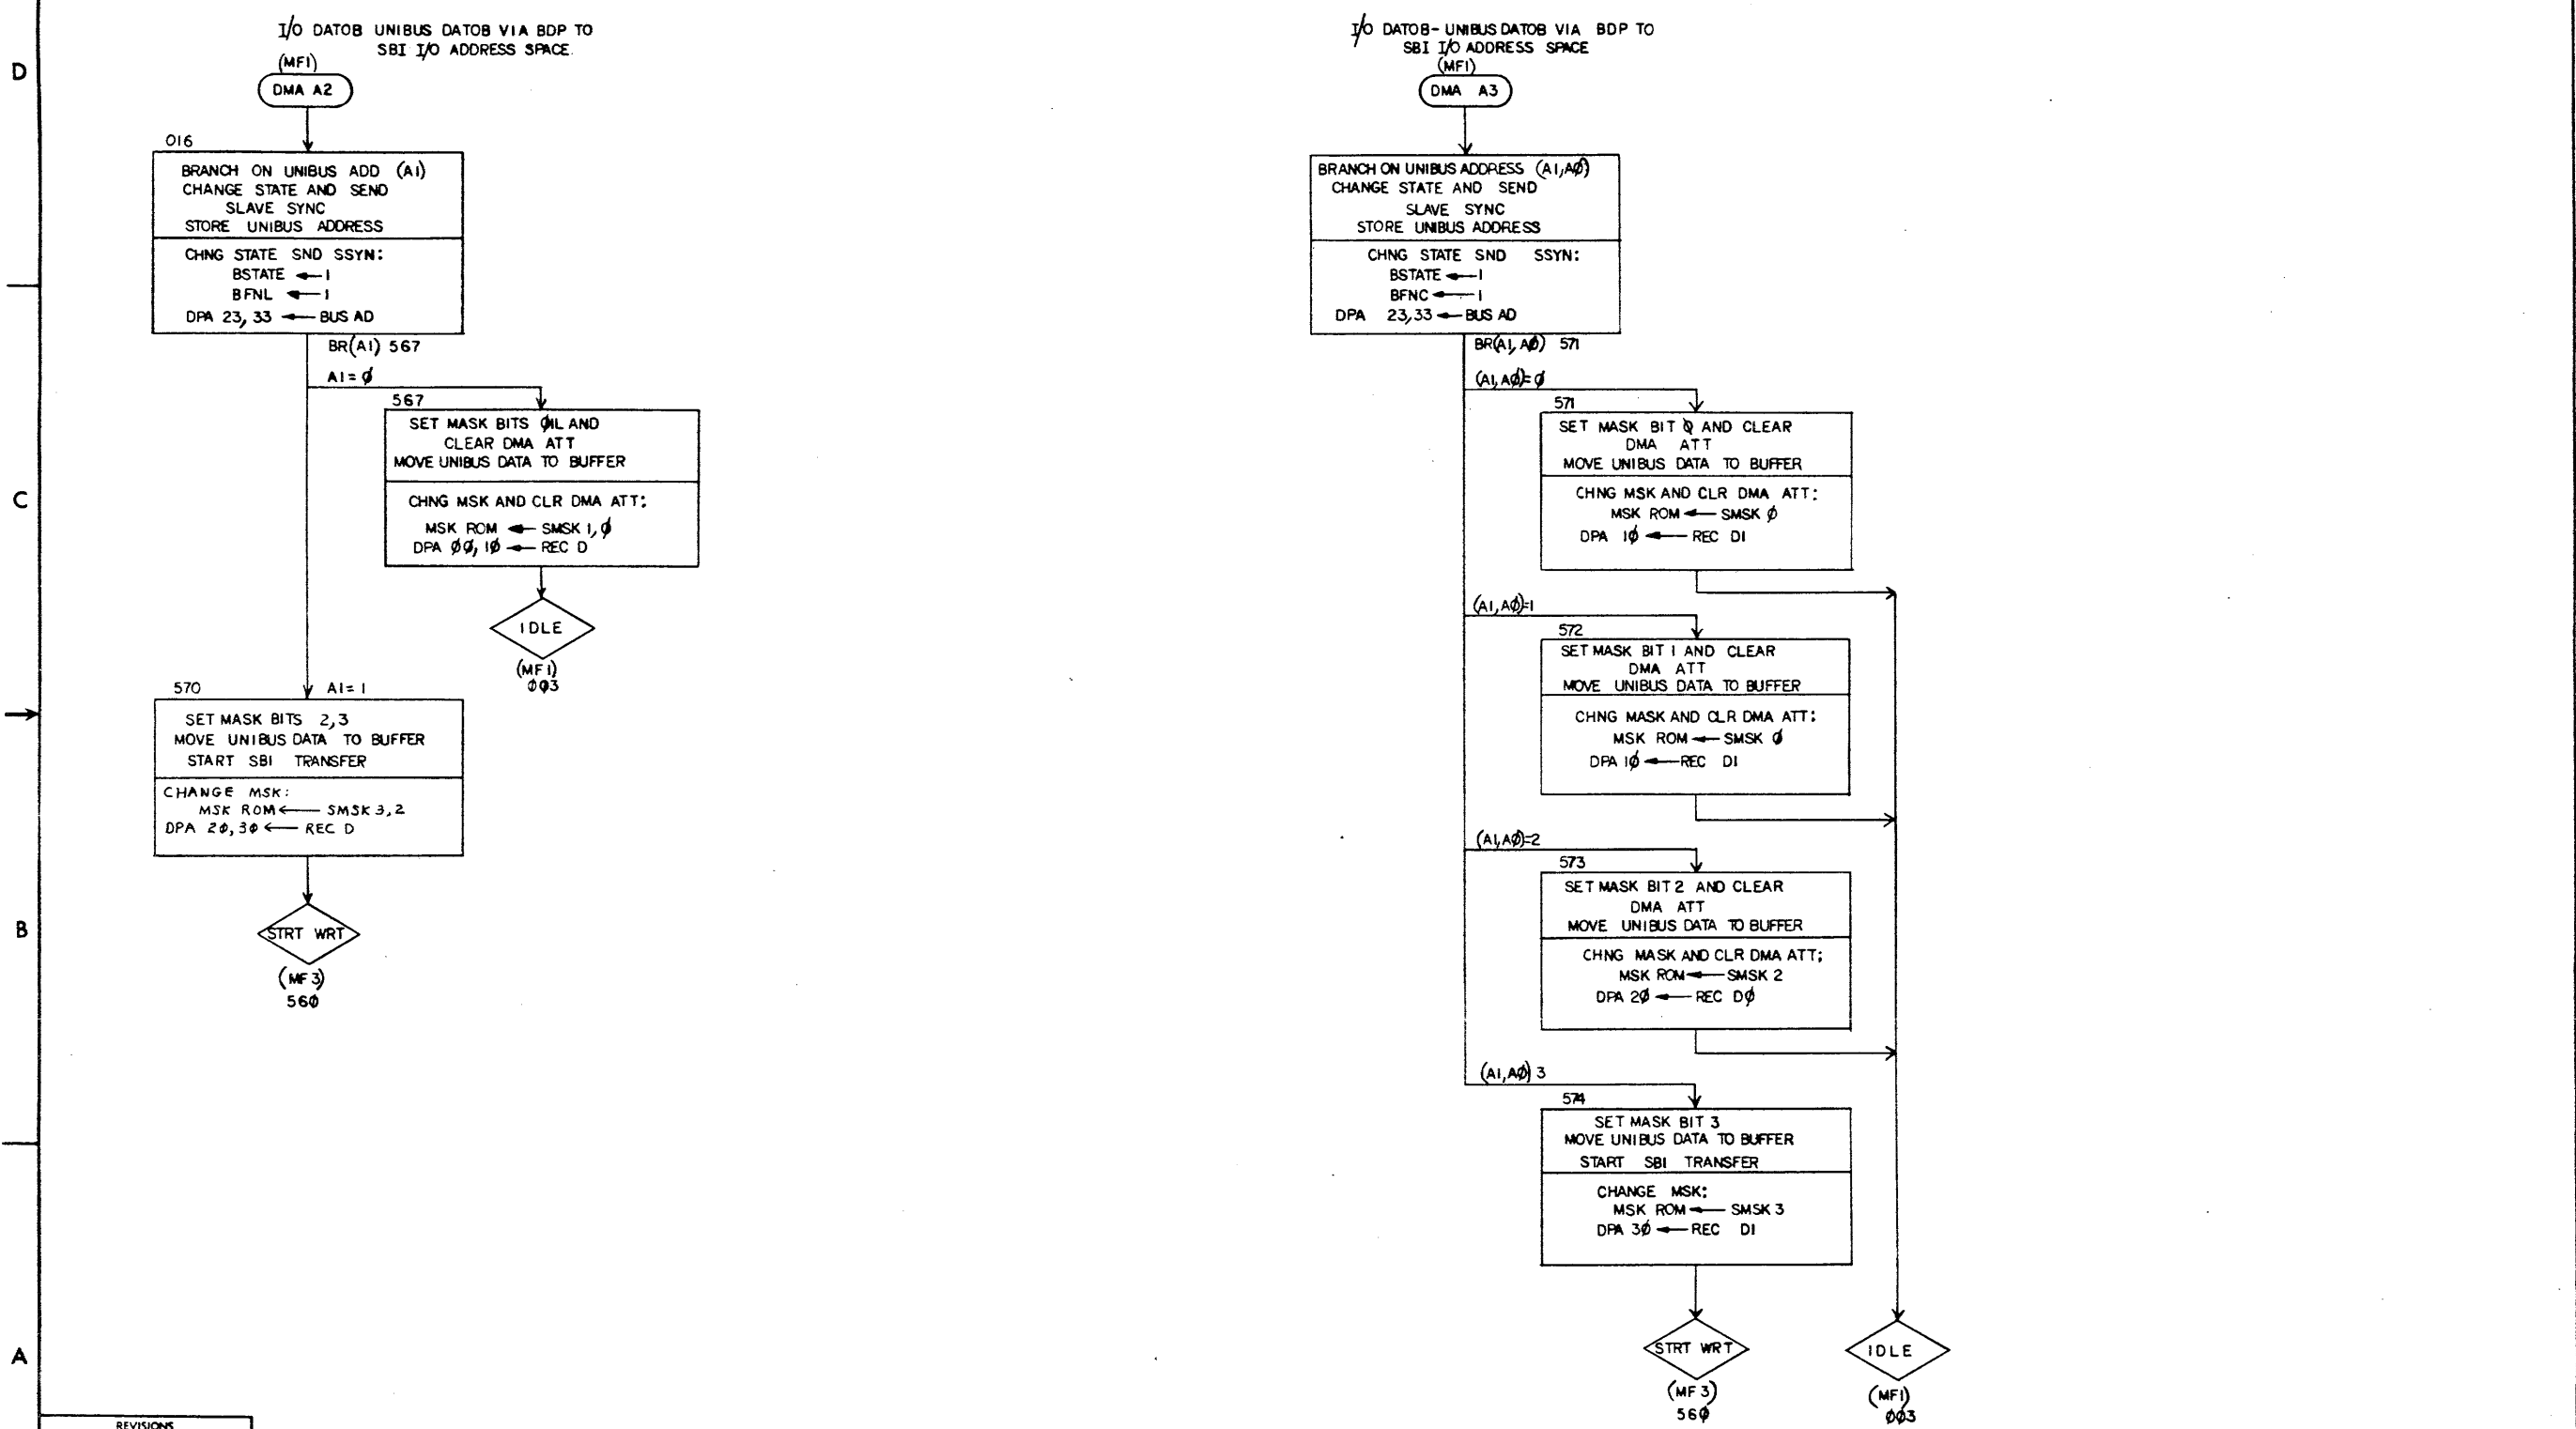 D
C
B
A
I/O DATOB UNIBUS DATOB VIA BDP TO
SBI I/O ADDRESS SPACE.
(MF1)
DMA A2
016
BRANCH ON UNIBUS ADD (A1)
CHANGE STATE AND SEND
SLAVE SYNC
STORE UNIBUS ADDRESS
CHNG STATE SND SSYN:
BSTATE ← 1
BFNL ← 1
DPA 23, 33 ← BUS AD
BR(A1) 567
A1 = Ø
567
SET MASK BITS Ø1L AND
CLEAR DMA ATT
MOVE UNIBUS DATA TO BUFFER
CHNG MSK AND CLR DMA ATT:
MSK ROM ← SMSK 1, Ø
DPA ØØ, 1Ø ← REC D
IDLE
(MF1)
ØØ3
570
A1 = 1
SET MASK BITS 2,3
MOVE UNIBUS DATA TO BUFFER
START SBI TRANSFER
CHANGE MSK:
MSK ROM ← SMSK 3,2
DPA 2Ø, 3Ø ← REC D
STRT WRT
(MF 3)
56Ø
I/O DATOB- UNIBUS DATOB VIA BDP TO
SBI I/O ADDRESS SPACE
(MF1)
DMA A3
BRANCH ON UNIBUS ADDRESS (A1,AØ)
CHANGE STATE AND SEND
SLAVE SYNC
STORE UNIBUS ADDRESS
CHNG STATE SND SSYN:
BSTATE ← 1
BFNC ← 1
DPA 23,33 ← BUS AD
BR(A1, AØ) 571
(A1, AØ)=Ø
571
SET MASK BIT Ø AND CLEAR
DMA ATT
MOVE UNIBUS DATA TO BUFFER
CHNG MSK AND CLR DMA ATT:
MSK ROM ← SMSK Ø
DPA 1Ø ← REC D1
(A1, AØ)=1
572
SET MASK BIT 1 AND CLEAR
DMA ATT
MOVE UNIBUS DATA TO BUFFER
CHNG MASK AND CLR DMA ATT:
MSK ROM ← SMSK Ø
DPA 1Ø ← REC D1
(A1,AØ)=2
573
SET MASK BIT 2 AND CLEAR
DMA ATT
MOVE UNIBUS DATA TO BUFFER
CHNG MASK AND CLR DMA ATT;
MSK ROM ← SMSK 2
DPA 2Ø ← REC DØ
(A1, AØ) 3
574
SET MASK BIT 3
MOVE UNIBUS DATA TO BUFFER
START SBI TRANSFER
CHANGE MSK:
MSK ROM ← SMSK 3
DPA 3Ø ← REC D1
STRT WRT
(MF 3)
56Ø
IDLE
(MF1)
ØØ3
REVISIONS